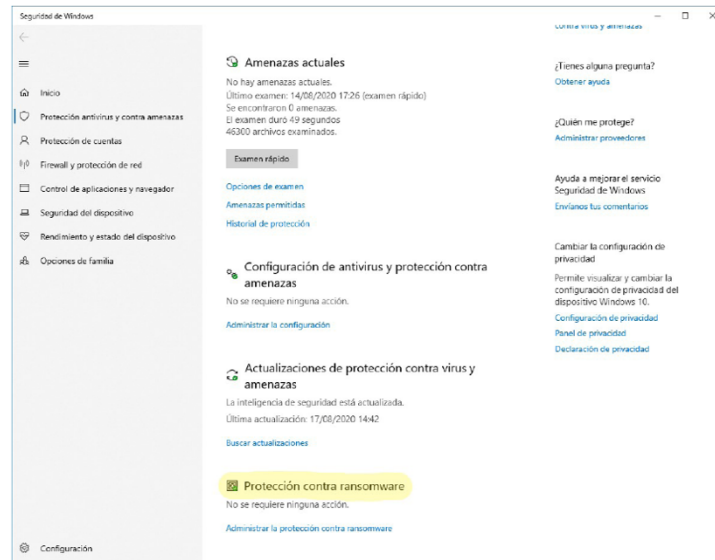 Seguridad de Windows
Inicio
Protección antivirus y contra amenazas
Protección de cuentas
Firewall y protección de red
Control de aplicaciones y navegador
Seguridad del dispositivo
Rendimiento y estado del dispositivo
Opciones de familia
Configuración
Amenazas actuales
No hay amenazas actuales.
Último examen: 14/08/2020 17:26 (examen rápido)
Se encontraron 0 amenazas.
El examen duró 49 segundos
46300 archivos examinados.
Examen rápido
Opciones de examen
Amenazas permitidas
Historial de protección
Configuración de antivirus y protección contra
amenazas
No se requiere ninguna acción.
Administrar la configuración
Actualizaciones de protección contra virus y
amenazas
La inteligencia de seguridad está actualizada.
Última actualización: 17/08/2020 14:42
Buscar actualizaciones
Protección contra ransomware
No se requiere ninguna acción.
Administrar la protección contra ransomware
contra virus y amenazas
¿Tienes alguna pregunta?
Obtener ayuda
¿Quién me protege?
Administrar proveedores
Ayuda a mejorar el servicio
Seguridad de Windows
Envíanos tus comentarios
Cambiar la configuración de
privacidad
Permite visualizar y cambiar la
configuración de privacidad del
dispositivo Windows 10.
Configuración de privacidad
Panel de privacidad
Declaración de privacidad